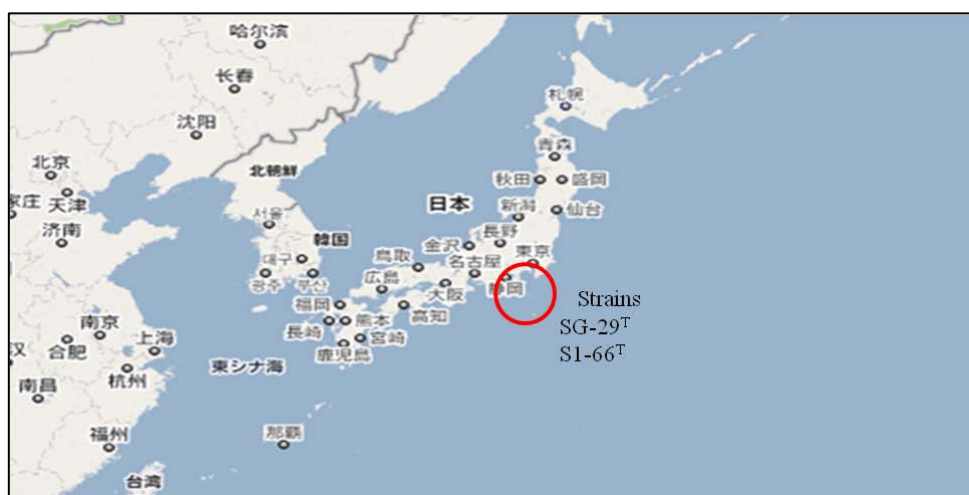 哈尔滨
长春
札幌
沈阳
青森
北京
北朝鮮
秋田
盛岡
家庄
天津
日本
新潟
仙台
서울
济南
韓国
金沢
長野
東京
鳥取
名古屋
대구
広島
静岡
광주
부산
大阪
Strains
福岡
高知
SG-29ᵀ
南京
長崎
熊本
宮崎
上海
S1-66ᵀ
汉
合肥
鹿児島
東シナ海
杭州
南昌
那覇
福州
台湾